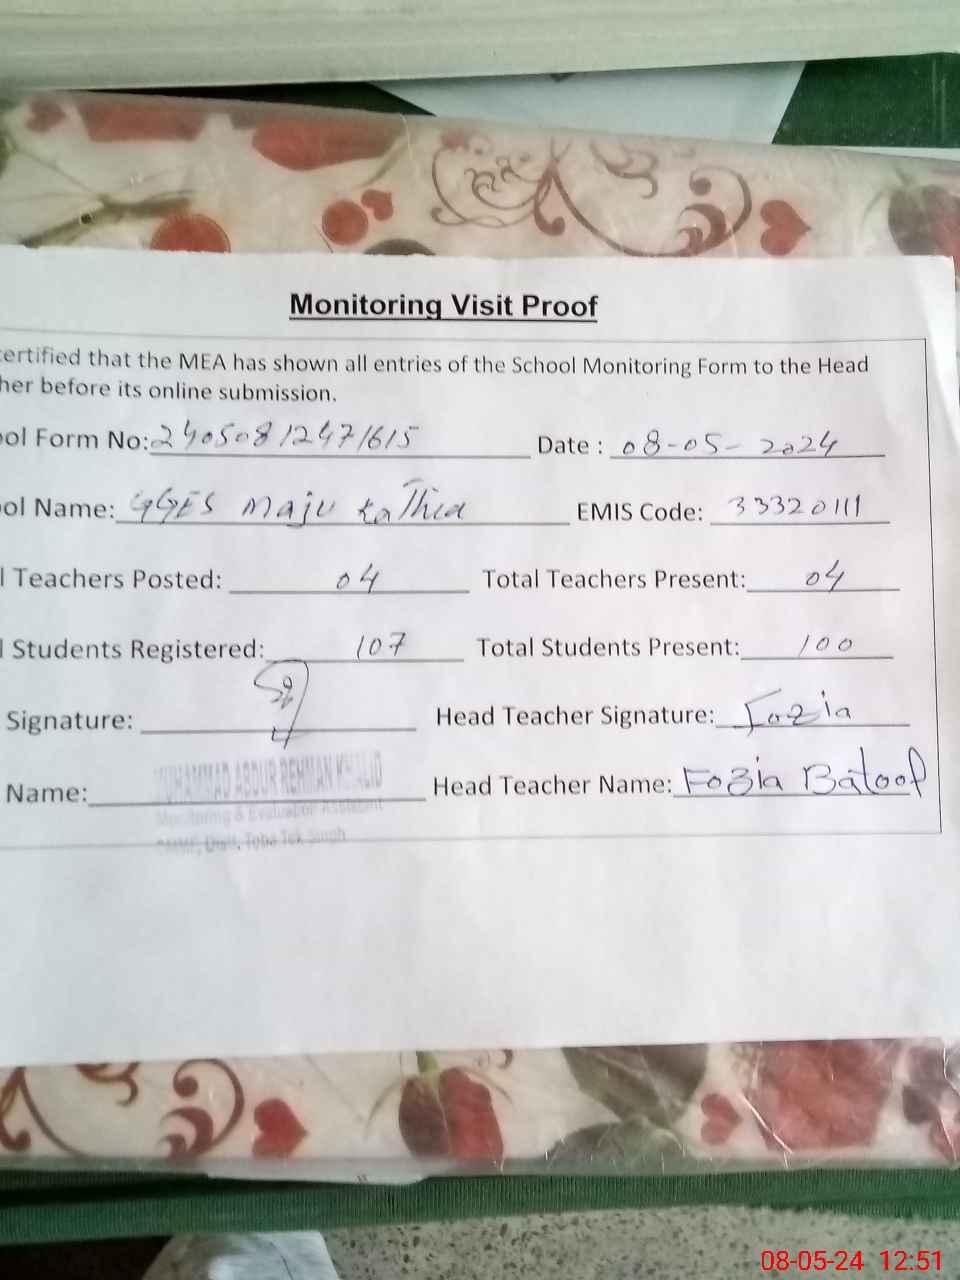 Monitoring Visit Proof
ertified that the MEA has shown all entries of the School Monitoring Form to the Head
her before its online submission.
ool Form No: 24050812471615 Date : 08-05-2024
ool Name: GGES Maju Kathia EMIS Code: 33320111
l Teachers Posted: 04 Total Teachers Present: 04
l Students Registered: 107 Total Students Present: 100
Signature: Head Teacher Signature: Fozia
Name: MUHAMMAD ABDUR REHMAN KHALID Head Teacher Name: Fozia Batool
Monitoring & Evaluation Assistant
Toba Tek Singh
08-05-24 12:51